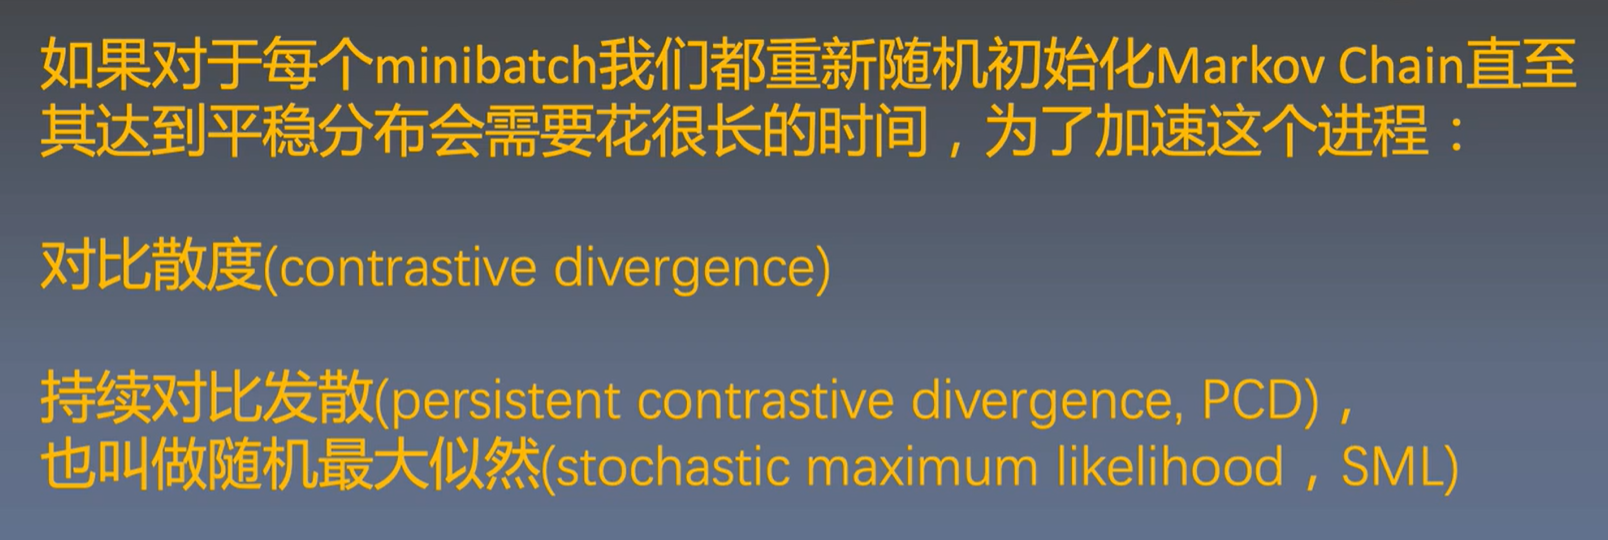 如果对于每个minibatch我们都重新随机初始化Markov Chain直至
其达到平稳分布会需要花很长的时间，为了加速这个进程：
对比散度(contrastive divergence)
持续对比发散(persistent contrastive divergence, PCD)，
也叫做随机最大似然(stochastic maximum likelihood，SML)